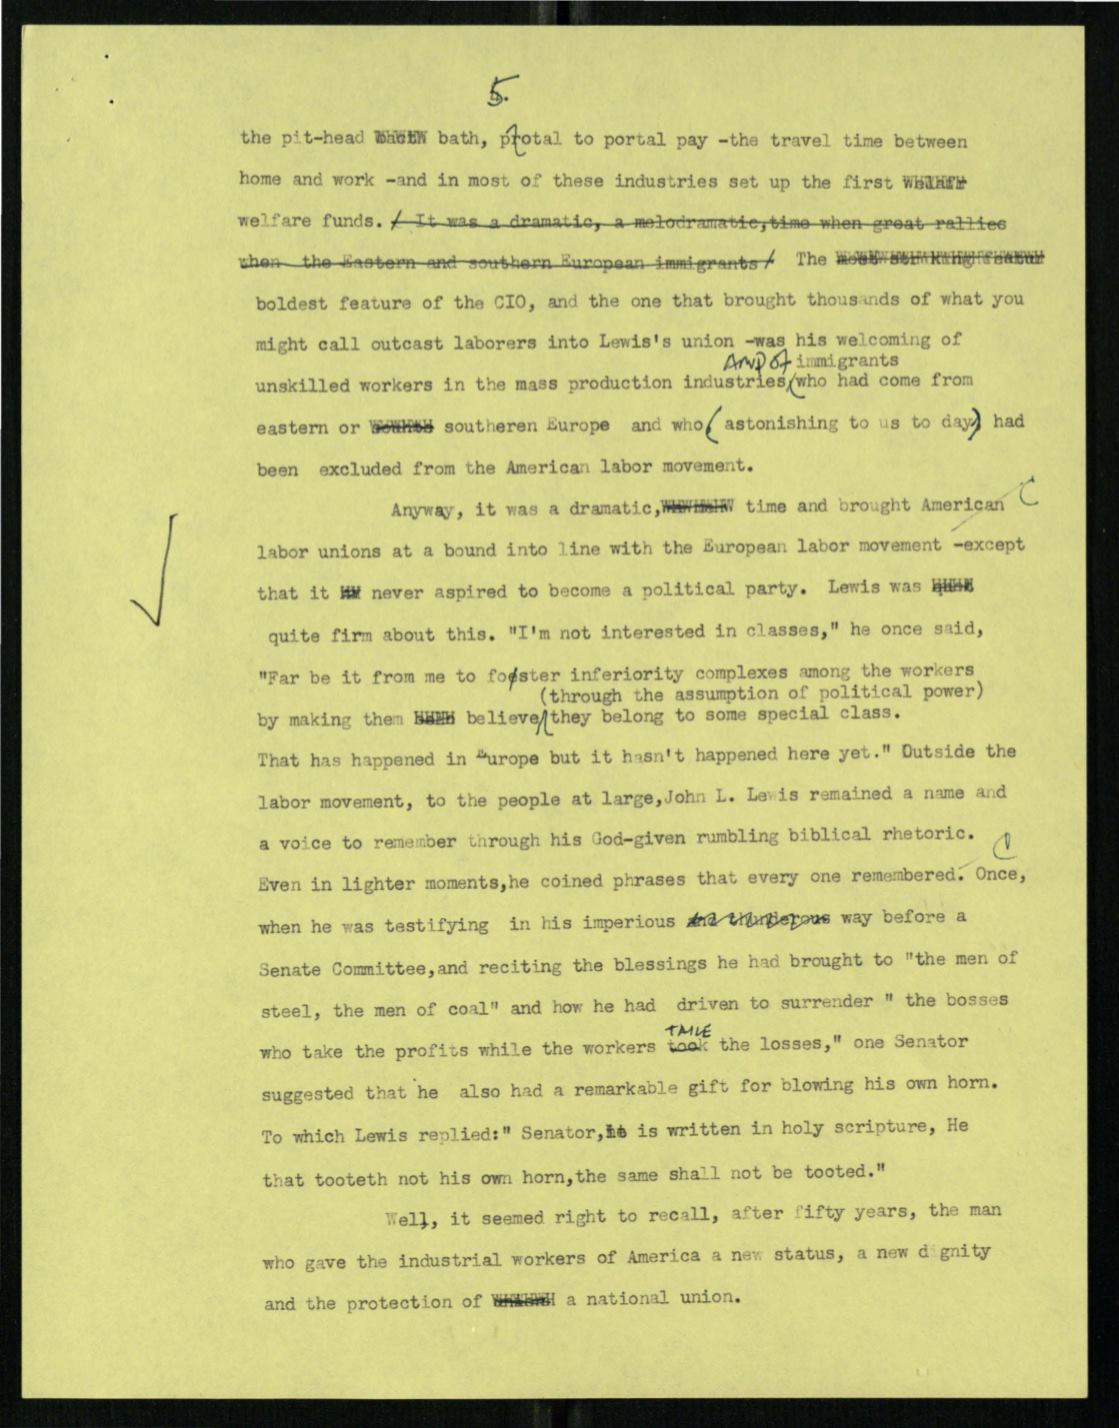 5.
the pit-head bath, protal to portal pay -the travel time between
home and work -and in most of these industries set up the first
welfare funds. / It was a dramatic, a melodramatic,time when great rallies
when the Eastern and southern European immigrants/ The
boldest feature of the CIO, and the one that brought thousands of what you
might call outcast laborers into Lewis's union -was his welcoming of
AND of immigrants
unskilled workers in the mass production industries,(who had come from
eastern or southeren Europe and who,(astonishing to us to day) had
been excluded from the American labor movement.
Anyway, it was a dramatic, time and brought American
labor unions at a bound into line with the European labor movement -except
that it never aspired to become a political party. Lewis was
quite firm about this. "I'm not interested in classes," he once said,
"Far be it from me to foster inferiority complexes among the workers
(through the assumption of political power)
by making them believe they belong to some special class.
That has happened in Europe but it hasn't happened here yet." Outside the
labor movement, to the people at large,John L. Lewis remained a name and
a voice to remember through his God-given rumbling biblical rhetoric.
Even in lighter moments,he coined phrases that every one remembered. Once,
when he was testifying in his imperious and thunderous way before a
Senate Committee,and reciting the blessings he had brought to "the men of
steel, the men of coal" and how he had driven to surrender " the bosses
TAKE
who take the profits while the workers took the losses," one Senator
suggested that he also had a remarkable gift for blowing his own horn.
To which Lewis replied:" Senator,it is written in holy scripture, He
that tooteth not his own horn,the same shall not be tooted."
Well, it seemed right to recall, after fifty years, the man
who gave the industrial workers of America a new status, a new dignity
and the protection of a national union.